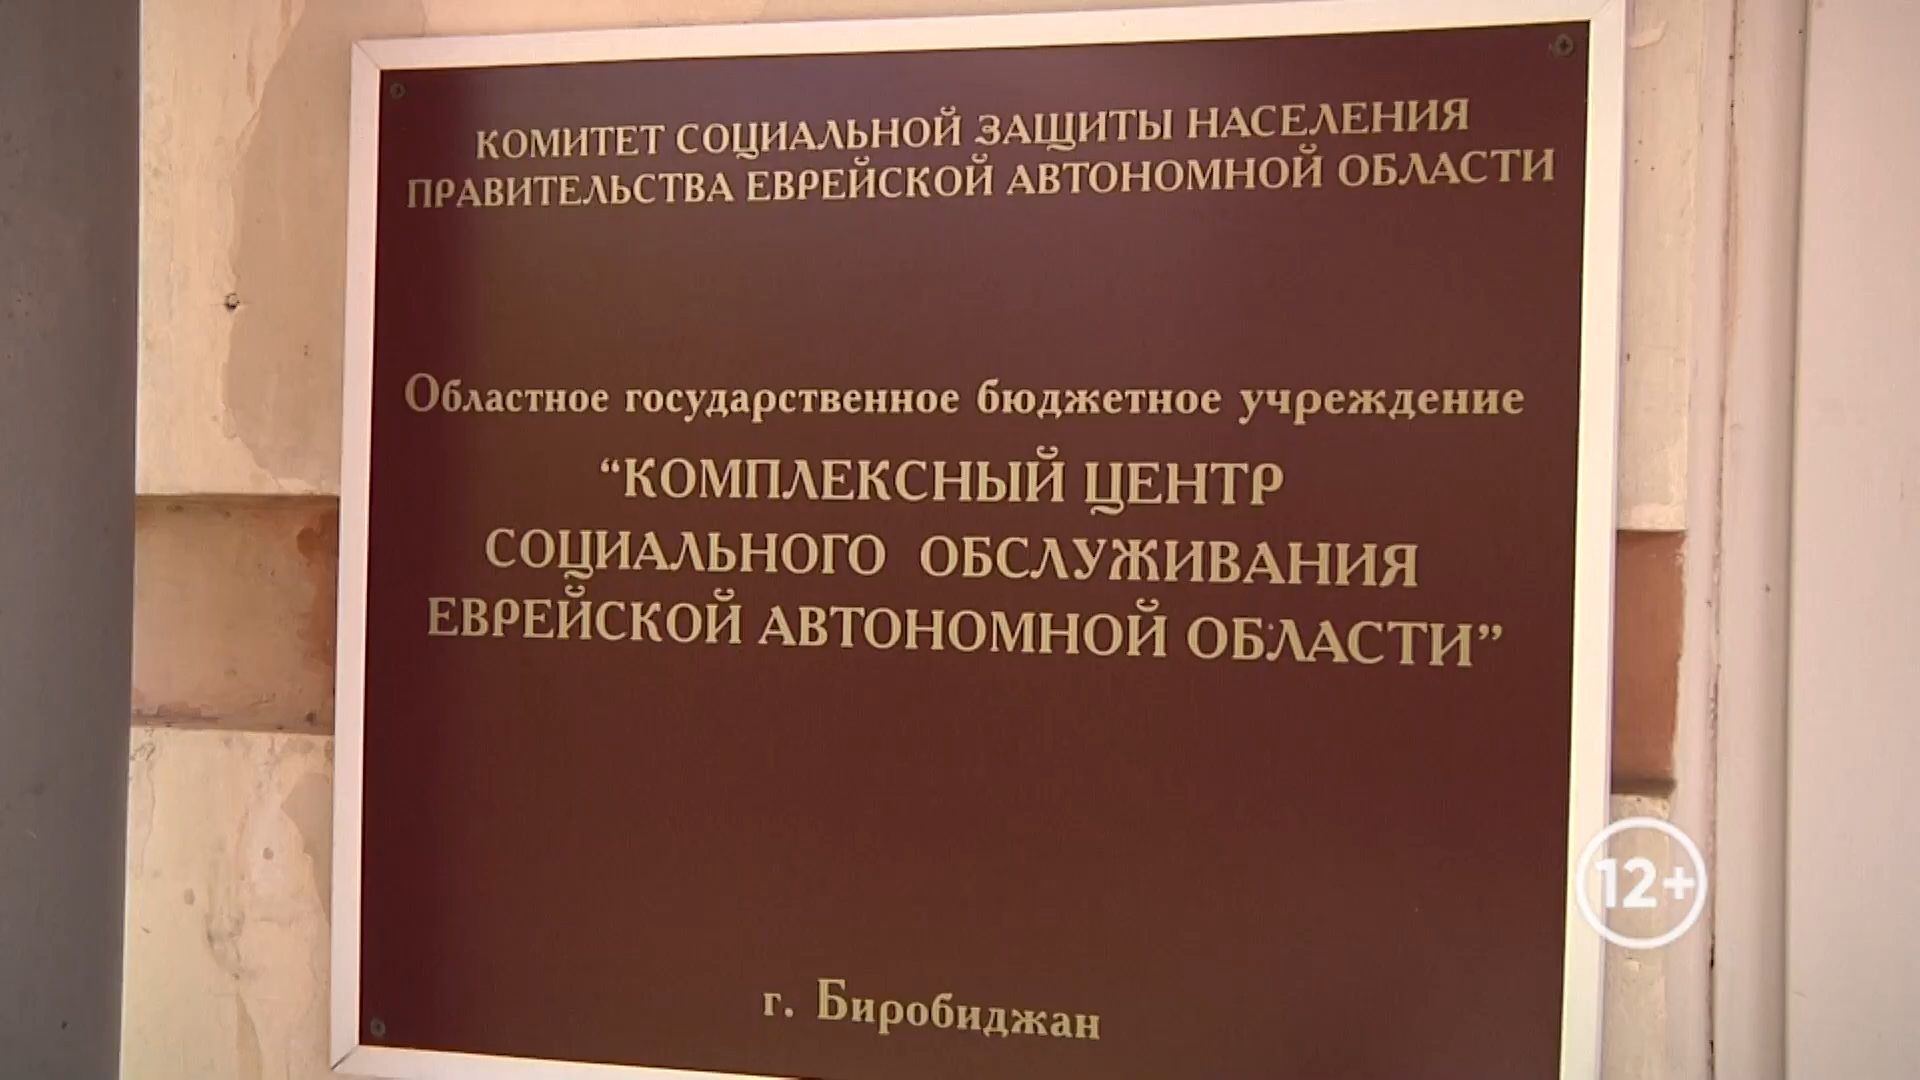 КОМИТЕТ СОЦИАЛЬНОЙ ЗАЩИТЫ НАСЕЛЕНИЯ
ПРАВИТЕЛЬСТВА ЕВРЕЙСКОЙ АВТОНОМНОЙ ОБЛАСТИ
Областное государственное бюджетное учреждение
“КОМПЛЕКСНЫЙ ЦЕНТР
СОЦИАЛЬНОГО ОБСЛУЖИВАНИЯ
ЕВРЕЙСКОЙ АВТОНОМНОЙ ОБЛАСТИ”
12+
г. Биробиджан